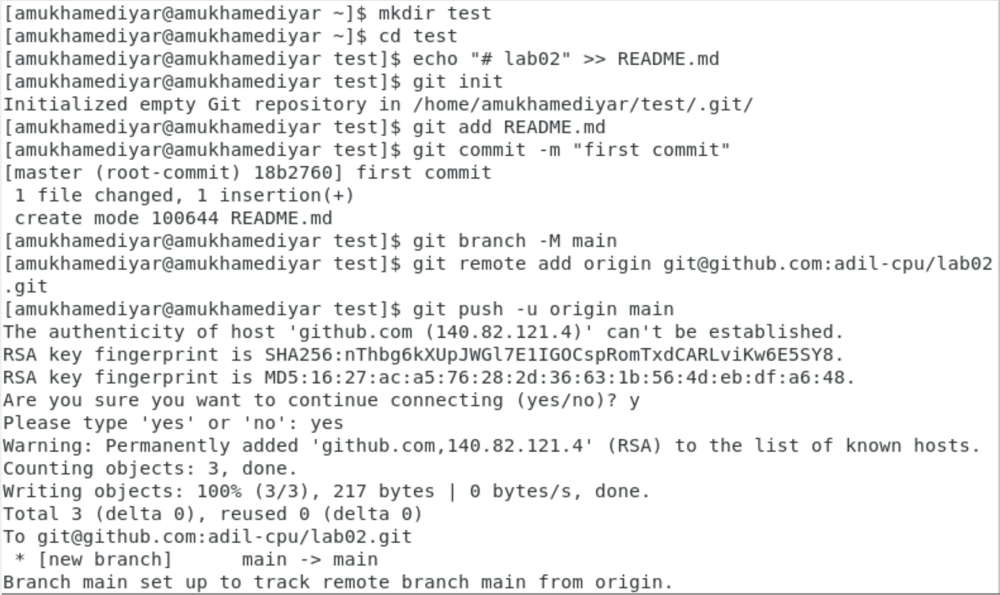 [amukhamediyar@amukhamediyar ~]$ mkdir test
[amukhamediyar@amukhamediyar ~]$ cd test
[amukhamediyar@amukhamediyar test]$ echo "# lab02" >> README.md
[amukhamediyar@amukhamediyar test]$ git init
Initialized empty Git repository in /home/amukhamediyar/test/.git/
[amukhamediyar@amukhamediyar test]$ git add README.md
[amukhamediyar@amukhamediyar test]$ git commit -m "first commit"
[master (root-commit) 18b2760] first commit
 1 file changed, 1 insertion(+)
 create mode 100644 README.md
[amukhamediyar@amukhamediyar test]$ git branch -M main
[amukhamediyar@amukhamediyar test]$ git remote add origin git@github.com:adil-cpu/lab02
.git
[amukhamediyar@amukhamediyar test]$ git push -u origin main
The authenticity of host 'github.com (140.82.121.4)' can't be established.
RSA key fingerprint is SHA256:nThbg6kXUpJWGl7E1IGOCspRomTxdCARLviKw6E5SY8.
RSA key fingerprint is MD5:16:27:ac:a5:76:28:2d:36:63:1b:56:4d:eb:df:a6:48.
Are you sure you want to continue connecting (yes/no)? y
Please type 'yes' or 'no': yes
Warning: Permanently added 'github.com,140.82.121.4' (RSA) to the list of known hosts.
Counting objects: 3, done.
Writing objects: 100% (3/3), 217 bytes | 0 bytes/s, done.
Total 3 (delta 0), reused 0 (delta 0)
To git@github.com:adil-cpu/lab02.git
 * [new branch]      main -> main
Branch main set up to track remote branch main from origin.